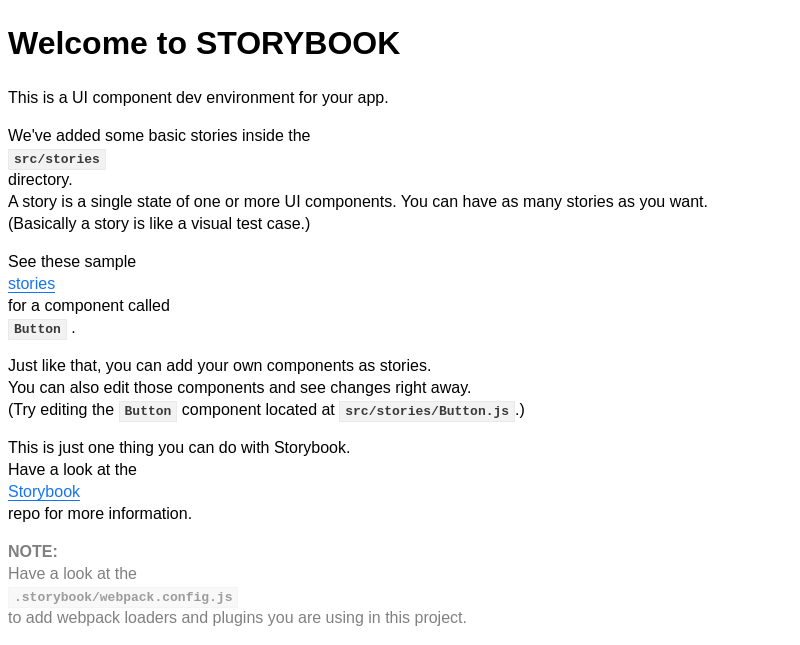 Welcome to STORYBOOK
This is a UI component dev environment for your app.
We've added some basic stories inside the
src/stories
directory.
A story is a single state of one or more UI components. You can have as many stories as you want.
(Basically a story is like a visual test case.)
See these sample
stories
for a component called
Button .
Just like that, you can add your own components as stories.
You can also edit those components and see changes right away.
(Try editing the Button component located at src/stories/Button.js.)
This is just one thing you can do with Storybook.
Have a look at the
Storybook
repo for more information.
NOTE:
Have a look at the
.storybook/webpack.config.js
to add webpack loaders and plugins you are using in this project.